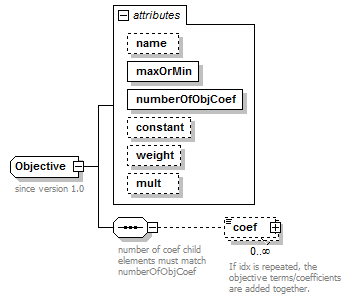 attributes
name
maxOrMin
numberOfObjCoef
constant
weight
mult
Objective
since version 1.0
number of coef child
elements must match
numberOfObjCoef
coef
0..∞
If idx is repeated, the
objective terms/coefficients
are added together.